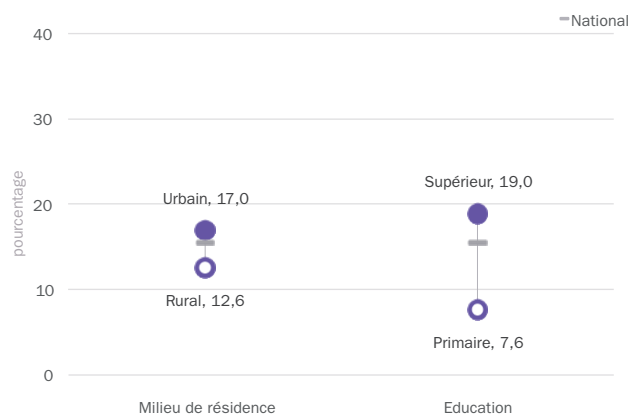 National
40
30
20
10
0
pourcentage
Urbain, 17,0
Rural, 12,6
Supérieur, 19,0
Primaire, 7,6
Milieu de résidence
Education